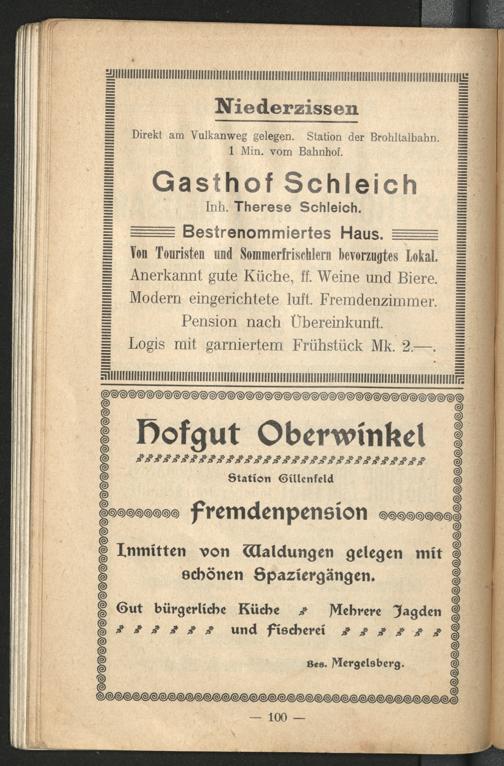 Niederzissen
Direkt am Vulkanweg gelegen. Station der Brohltalbahn.
1 Min. vom Bahnhof.
Gasthof Schleich
Inh. Therese Schleich.
Bestrenommiertes Haus.
Von Touristen und Sommerfrischlern bevorzugtes Lokal.
Anerkannt gute Küche, ff. Weine und Biere.
Modern eingerichtete luft. Fremdenzimmer.
Pension nach Übereinkunft.
Logis mit garniertem Frühstück Mk. 2.—.
Hofgut Oberwinkel
Station Gillenfeld
Fremdenpension
Inmitten von Waldungen gelegen mit
schönen Spaziergängen.
Gut bürgerliche Küche Mehrere Jagden
und Fischerei
Bes. Mergelsberg.
— 100 —